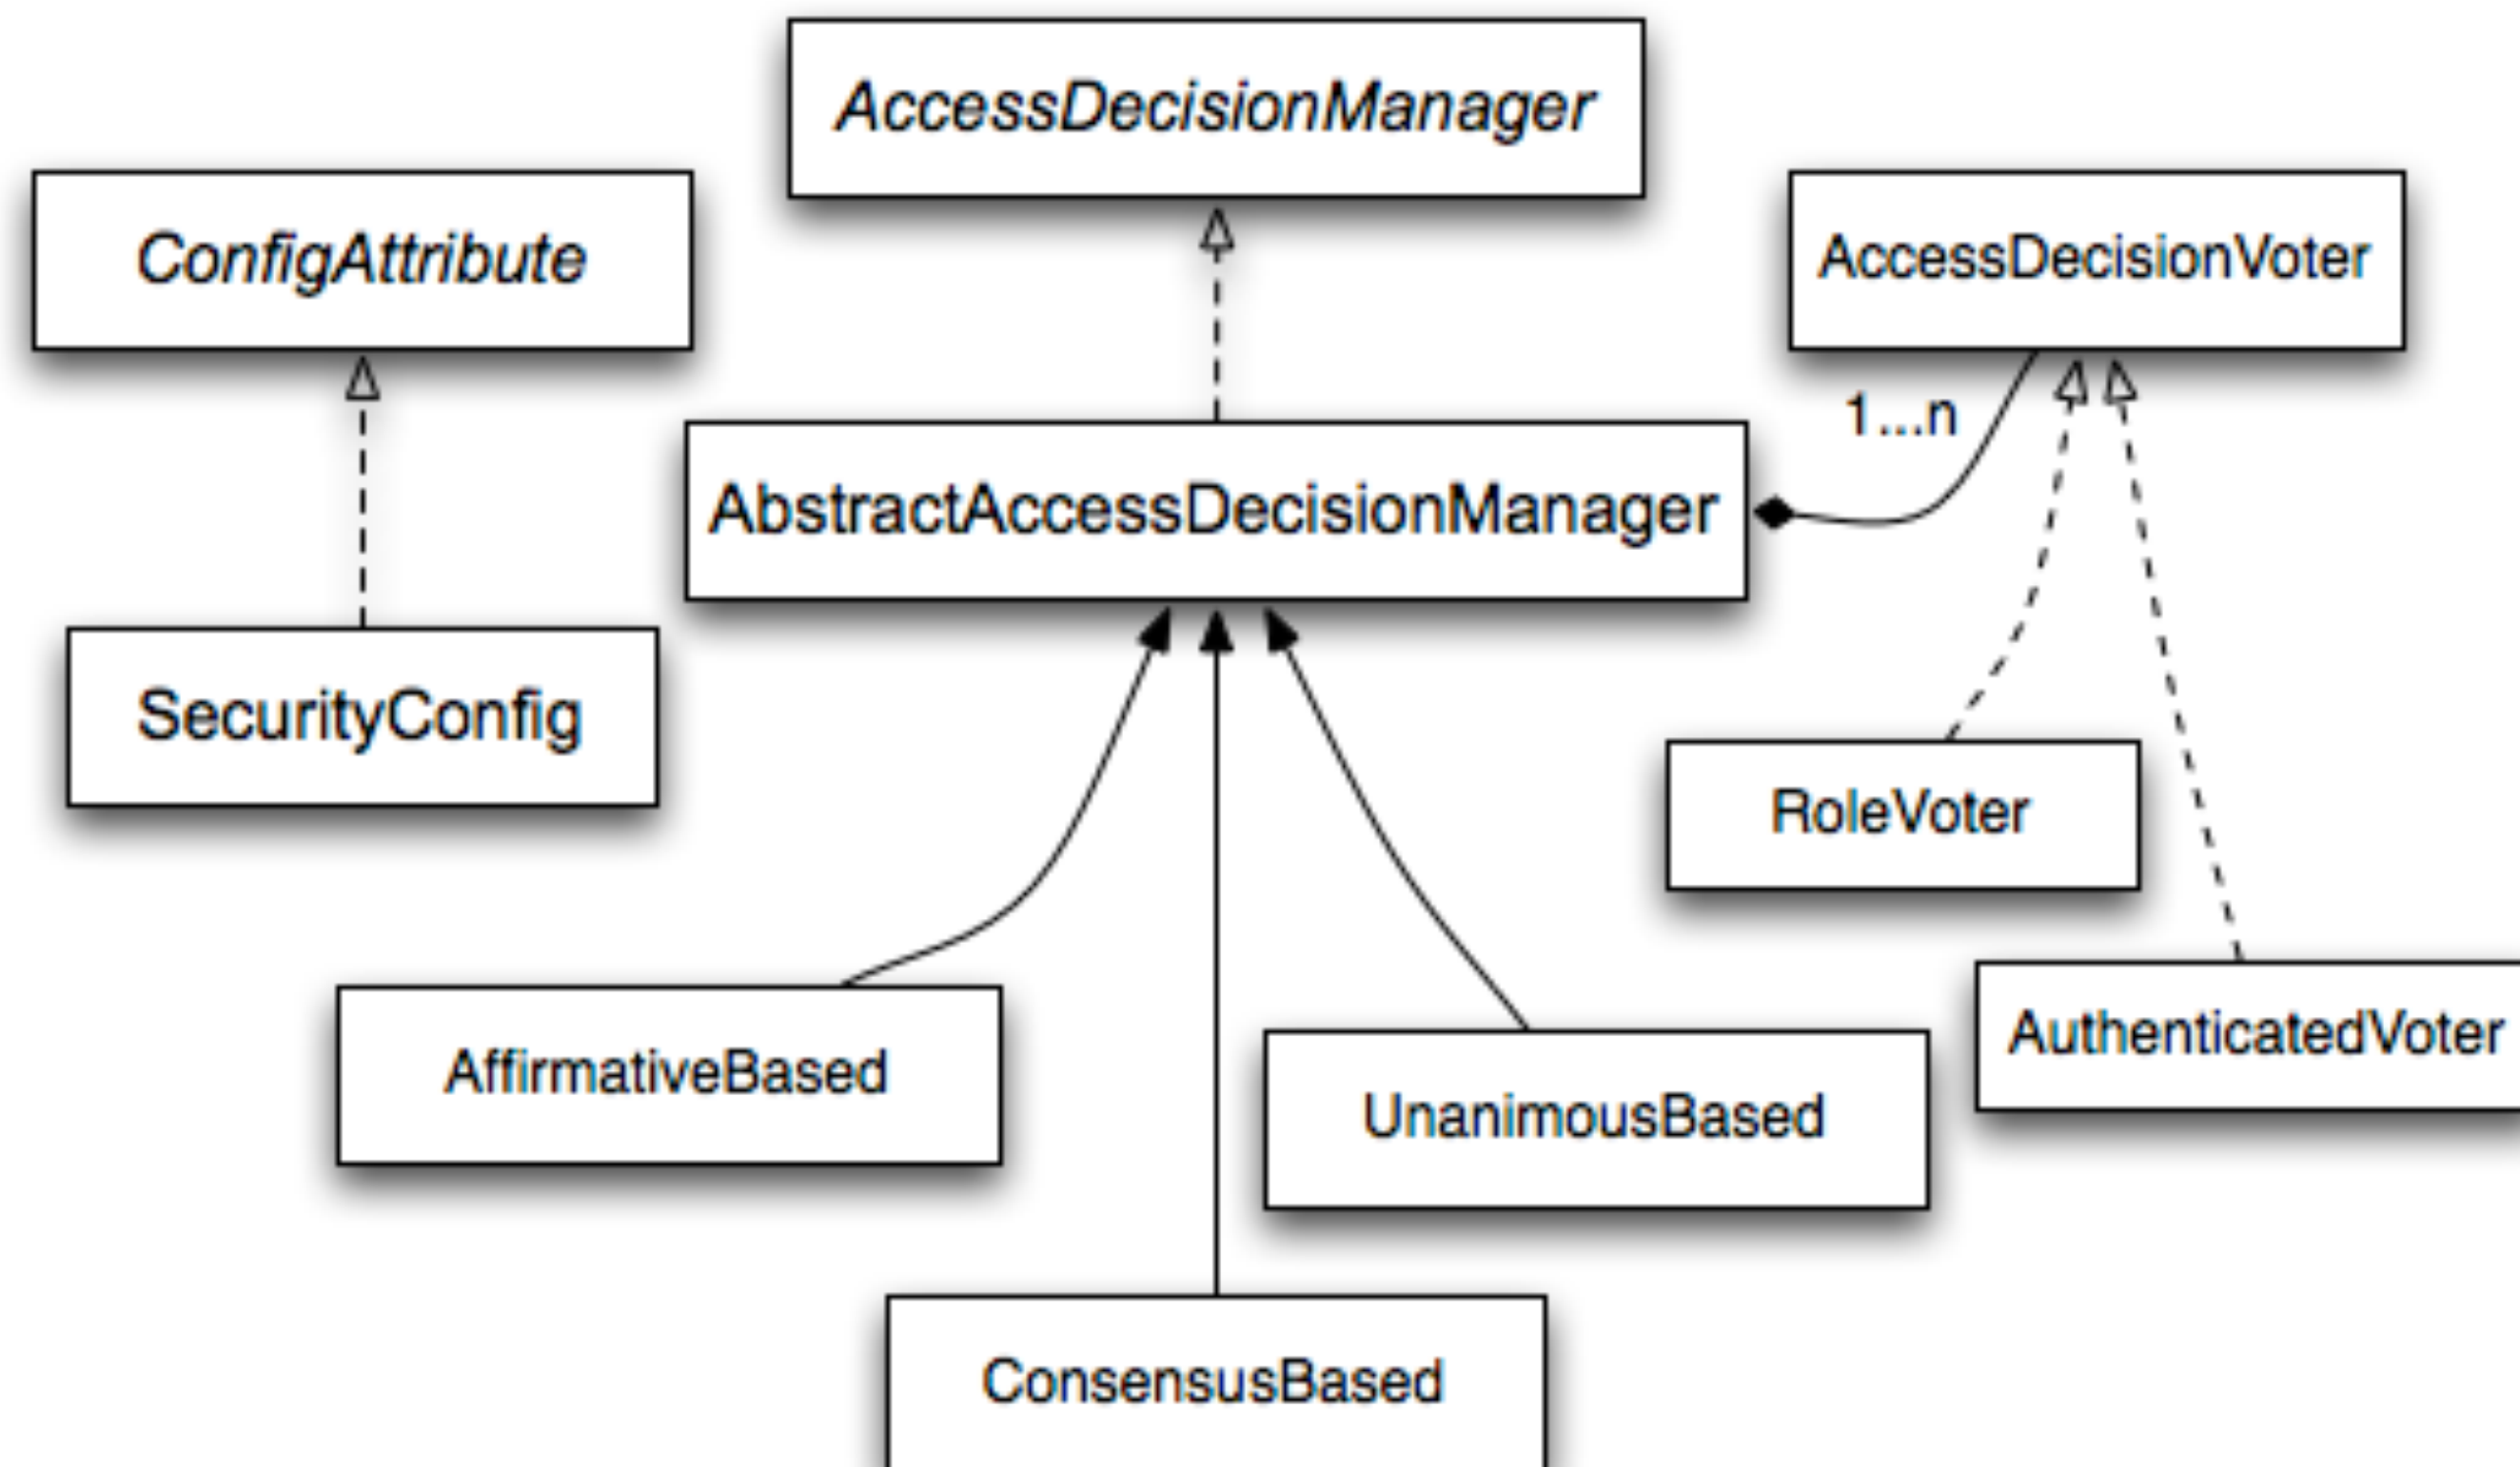 AccessDecisionManager
ConfigAttribute
AccessDecisionVoter
1...n
AbstractAccessDecisionManager
SecurityConfig
RoleVoter
AuthenticatedVoter
AffirmativeBased
UnanimousBased
ConsensusBased